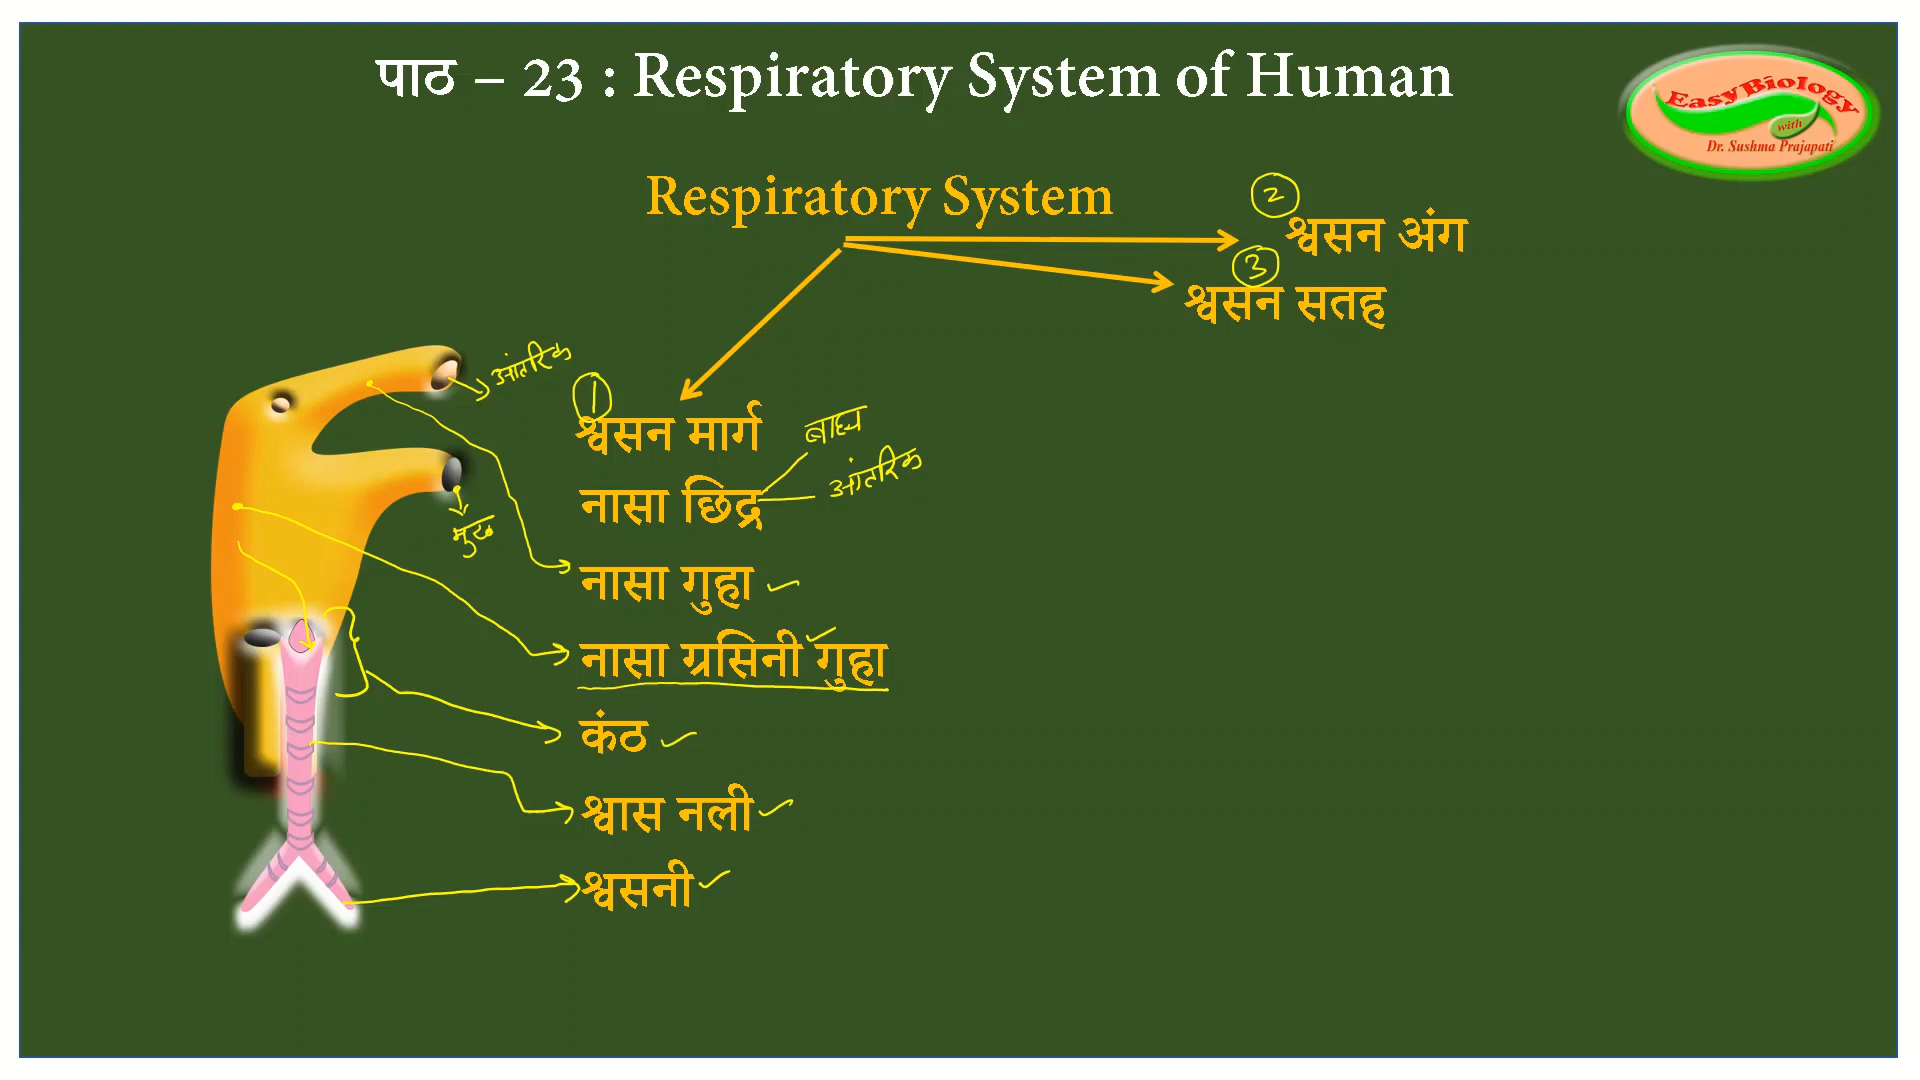 पाठ – 23 : Respiratory System of Human
EasyBiology
with
Dr. Sushma Prajapati
Respiratory System
2
श्वसन अंग
3
श्वसन सतह
आंतरिक
1
श्वसन मार्ग
बाह्य
नासा छिद्र
आंतरिक
मुख
नासा गुहा
नासा ग्रसिनी गुहा
कंठ
श्वास नली
श्वसनी